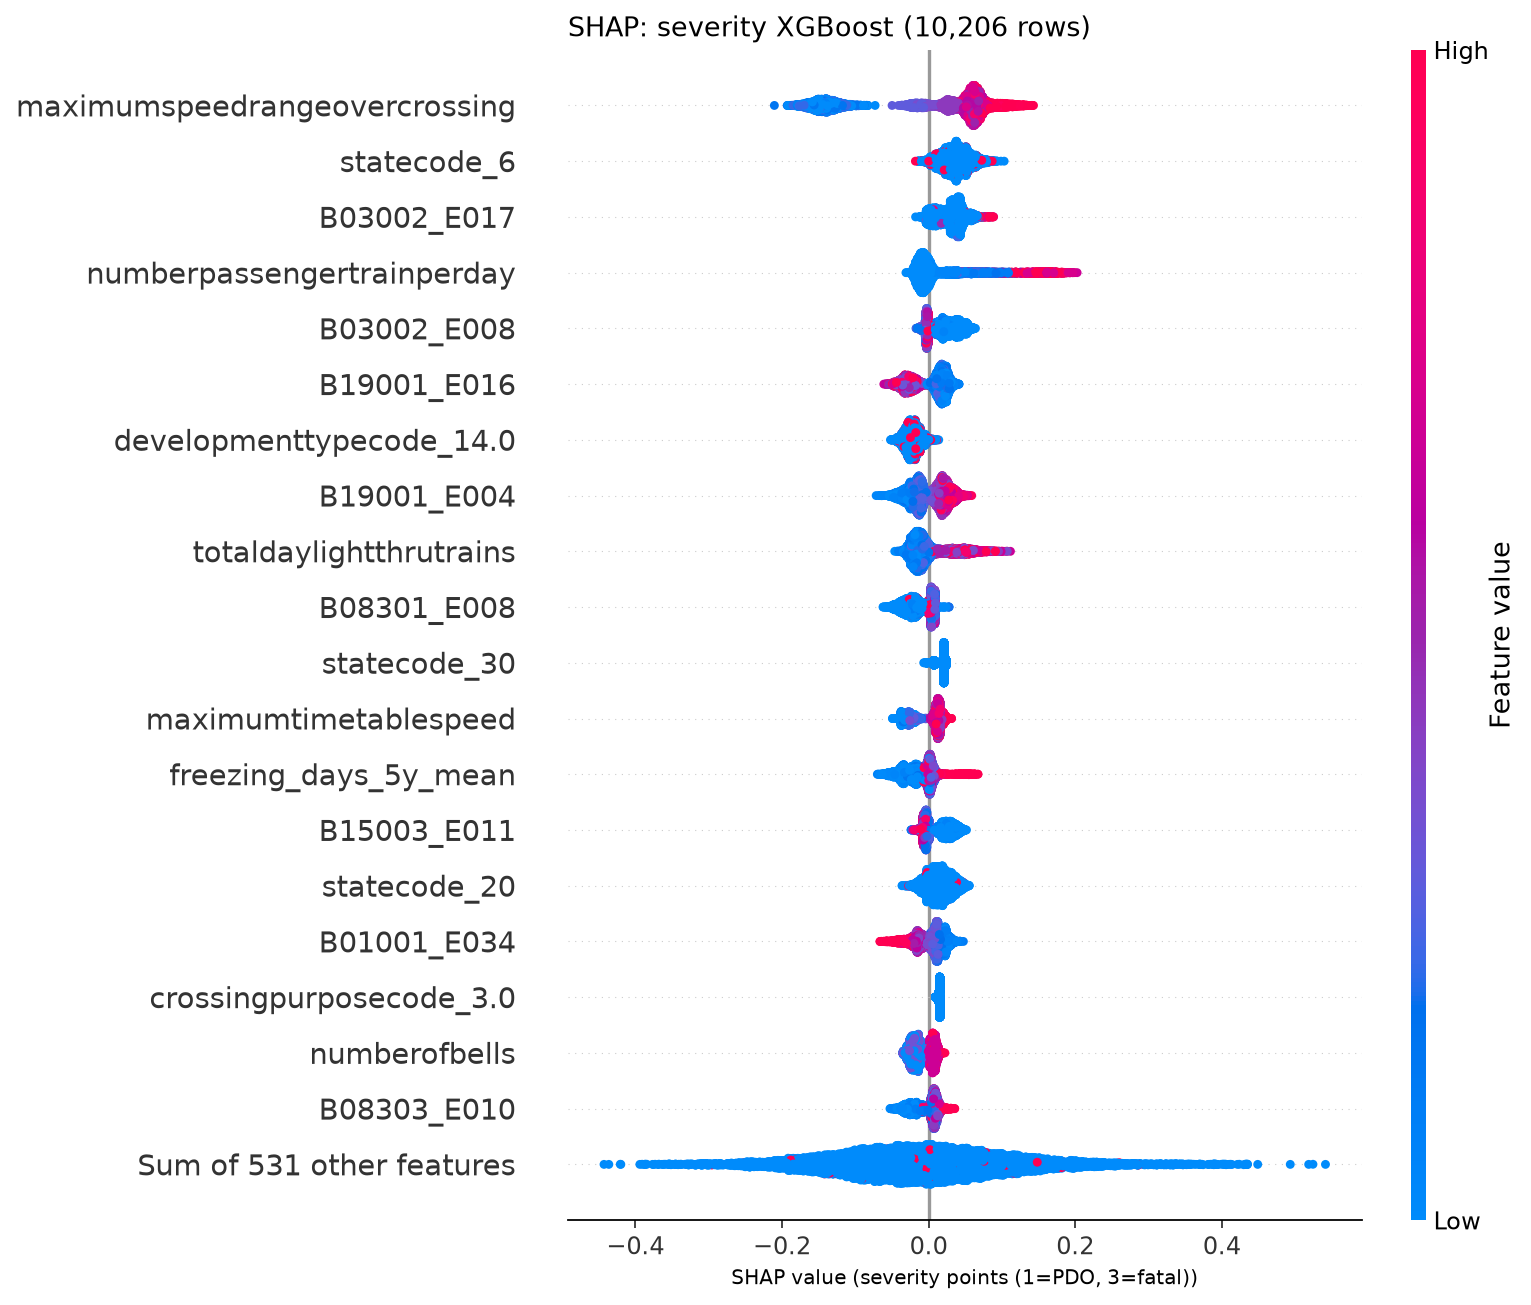 SHAP: severity XGBoost (10,206 rows)
High
maximumspeedrangeovercrossing
statecode_6
B03002_E017
numberpassengertrainperday
B03002_E008
B19001_E016
developmenttypecode_14.0
B19001_E004
totaldaylightthrutrains
B08301_E008
statecode_30
maximumtimetablespeed
freezing_days_5y_mean
B15003_E011
statecode_20
B01001_E034
crossingpurposecode_3.0
numberofbells
B08303_E010
Sum of 531 other features
Feature value
Low
−0.4 −0.2 0.0 0.2 0.4
SHAP value (severity points (1=PDO, 3=fatal))